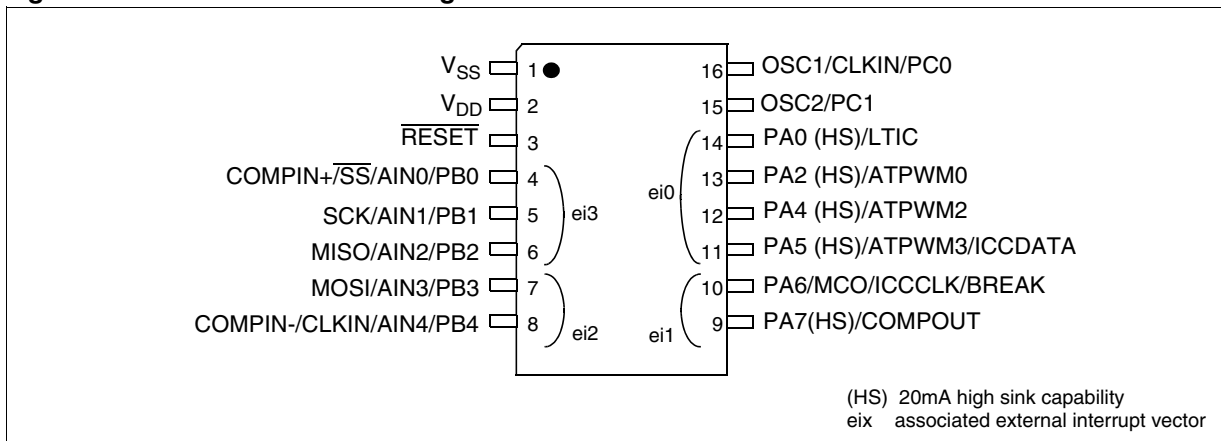 V_SS 1 16 OSC1/CLKIN/PC0
V_DD 2 15 OSC2/PC1
RESET 3 14 PA0 (HS)/LTIC
COMPIN+/SS/AIN0/PB0 4 13 PA2 (HS)/ATPWM0
ei3 ei0
SCK/AIN1/PB1 5 12 PA4 (HS)/ATPWM2
MISO/AIN2/PB2 6 11 PA5 (HS)/ATPWM3/ICCDATA
MOSI/AIN3/PB3 7 10 PA6/MCO/ICCCLK/BREAK
COMPIN-/CLKIN/AIN4/PB4 8 9 PA7(HS)/COMPOUT
ei2 ei1
(HS) 20mA high sink capability
eix associated external interrupt vector